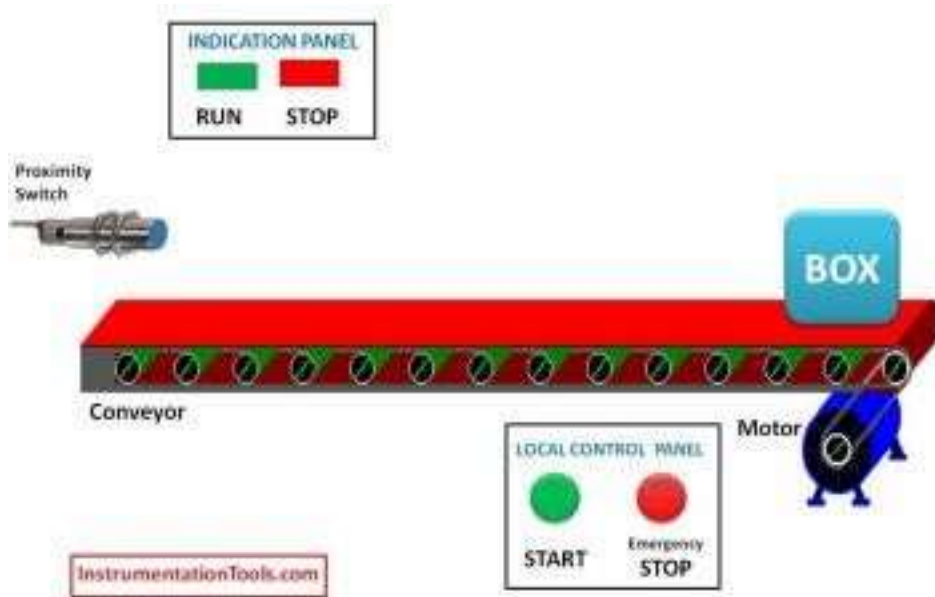 INDICATION PANEL
RUN STOP
Proximity
Switch
BOX
Conveyor
Motor
LOCAL CONTROL PANEL
START
Emergency
STOP
InstrumentationTools.com